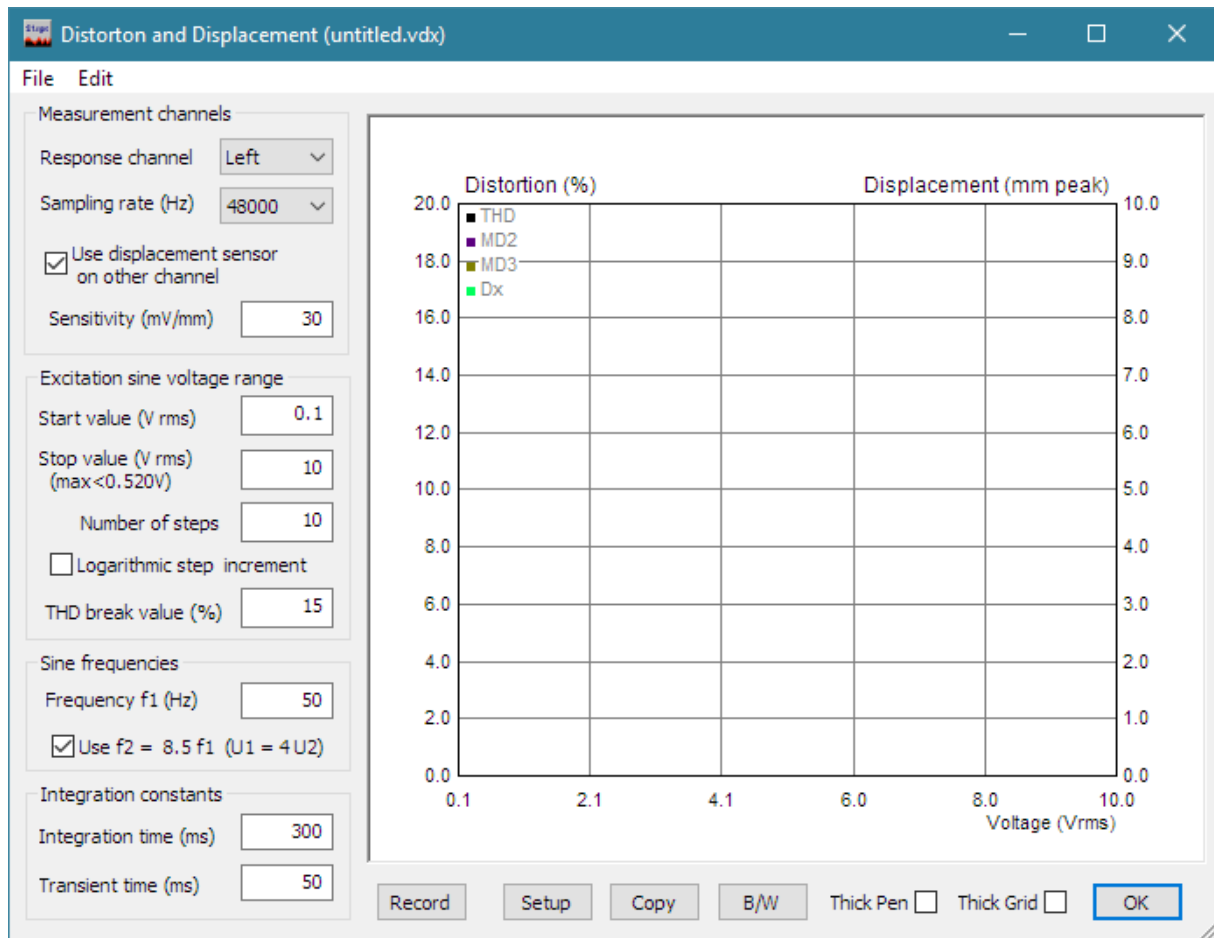 Steps
Distorton and Displacement (untitled.vdx)
File Edit
Measurement channels
Response channel Left
Sampling rate (Hz) 48000
Use displacement sensor
on other channel
Sensitivity (mV/mm) 30
Excitation sine voltage range
Start value (V rms) 0.1
Stop value (V rms)
(max<0.520V) 10
Number of steps 10
Logarithmic step increment
THD break value (%) 15
Sine frequencies
Frequency f1 (Hz) 50
Use f2 = 8.5 f1 (U1 = 4 U2)
Integration constants
Integration time (ms) 300
Transient time (ms) 50
Distortion (%) Displacement (mm peak)
20.0 THD 10.0
MD2
18.0 MD3 9.0
Dx
16.0 8.0
14.0 7.0
12.0 6.0
10.0 5.0
8.0 4.0
6.0 3.0
4.0 2.0
2.0 1.0
0.0 0.0
0.1 2.1 4.1 6.0 8.0 10.0
Voltage (Vrms)
Record Setup Copy B/W Thick Pen Thick Grid OK